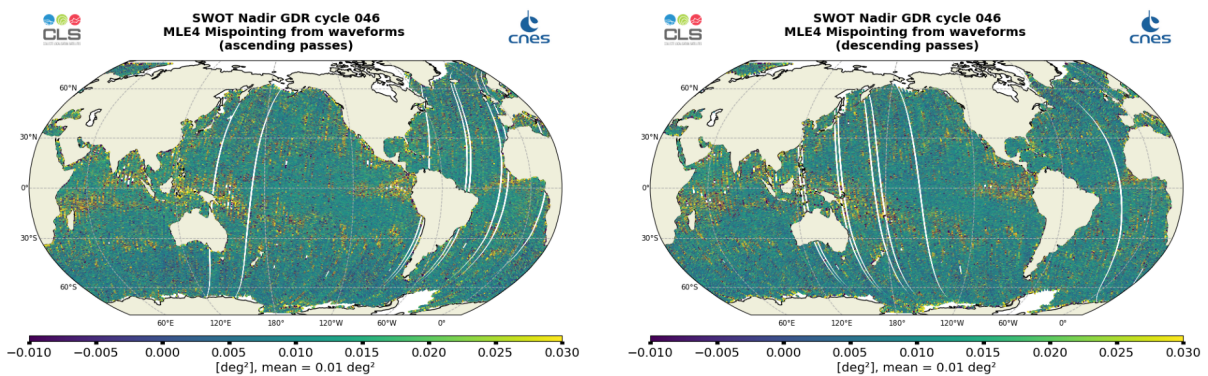 CLS
SWOT Nadir GDR cycle 046
MLE4 Mispointing from waveforms
(ascending passes)
cnes
60°N
30°N
0°
30°S
60°S
60°E 120°E 180° 120°W 60°W 0°
−0.010 −0.005 0.000 0.005 0.010 0.015 0.020 0.025 0.030
[deg²], mean = 0.01 deg²
CLS
SWOT Nadir GDR cycle 046
MLE4 Mispointing from waveforms
(descending passes)
cnes
60°N
30°N
0°
30°S
60°S
60°E 120°E 180° 120°W 60°W 0°
−0.010 −0.005 0.000 0.005 0.010 0.015 0.020 0.025 0.030
[deg²], mean = 0.01 deg²